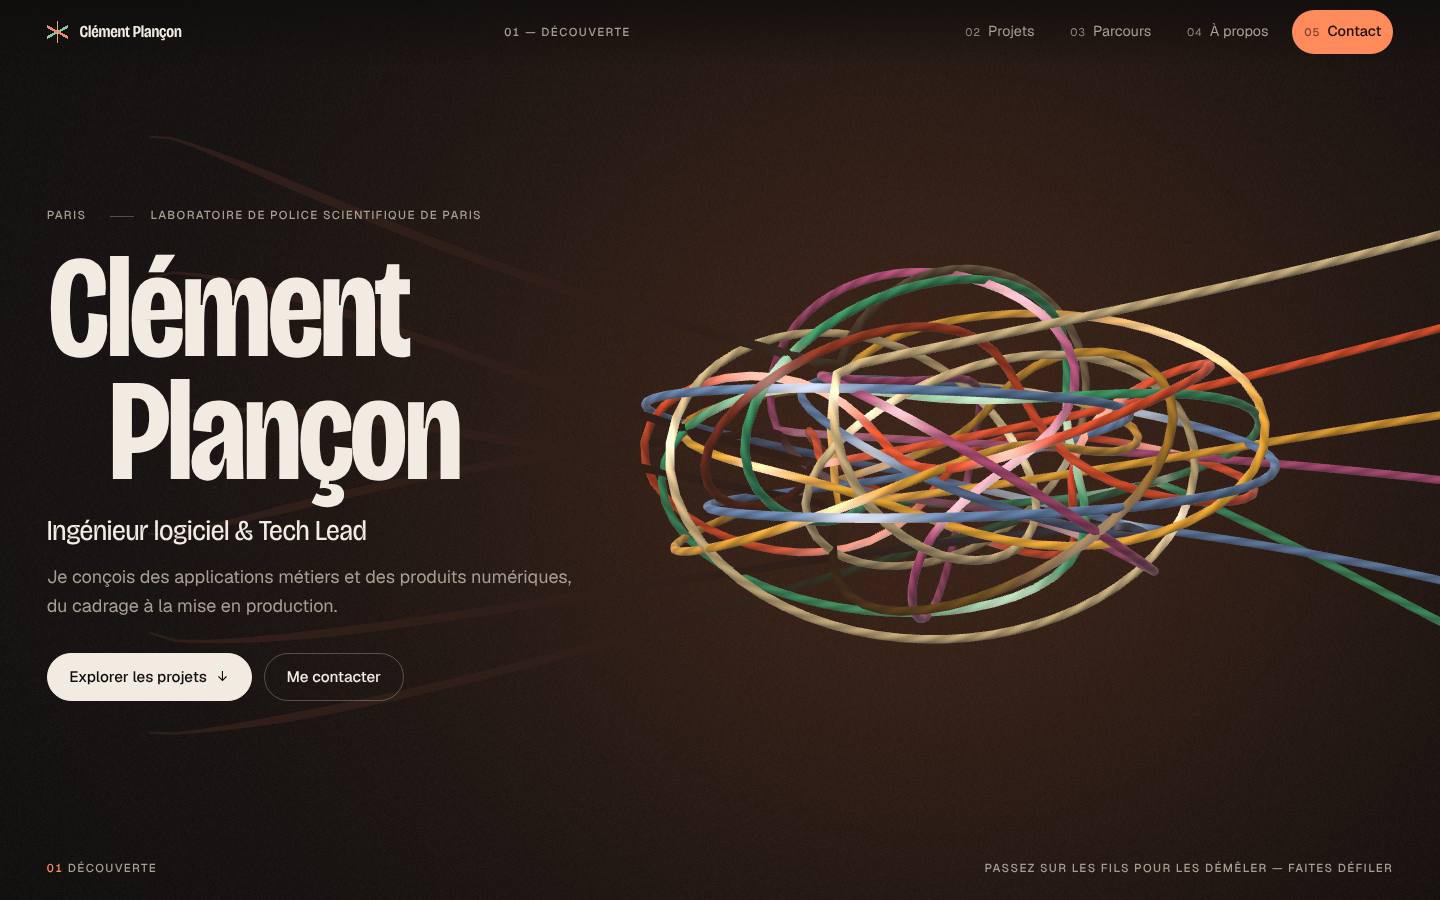 Clément Plançon
01 — DÉCOUVERTE
02 Projets
03 Parcours
04 À propos
05 Contact
PARIS — LABORATOIRE DE POLICE SCIENTIFIQUE DE PARIS
Clément
Plançon
Ingénieur logiciel & Tech Lead
Je conçois des applications métiers et des produits numériques,
du cadrage à la mise en production.
Explorer les projets ↓
Me contacter
01 DÉCOUVERTE
PASSEZ SUR LES FILS POUR LES DÉMÊLER — FAITES DÉFILER